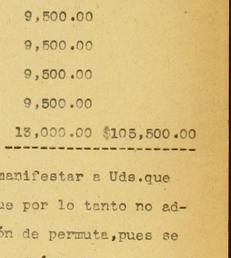 9,500.00
9,500.00
9,500.00
9,500.00
13,000.00 $105,500.00
manifestar a Uds.que
ue por lo tanto no ad-
ón de permuta,pues se